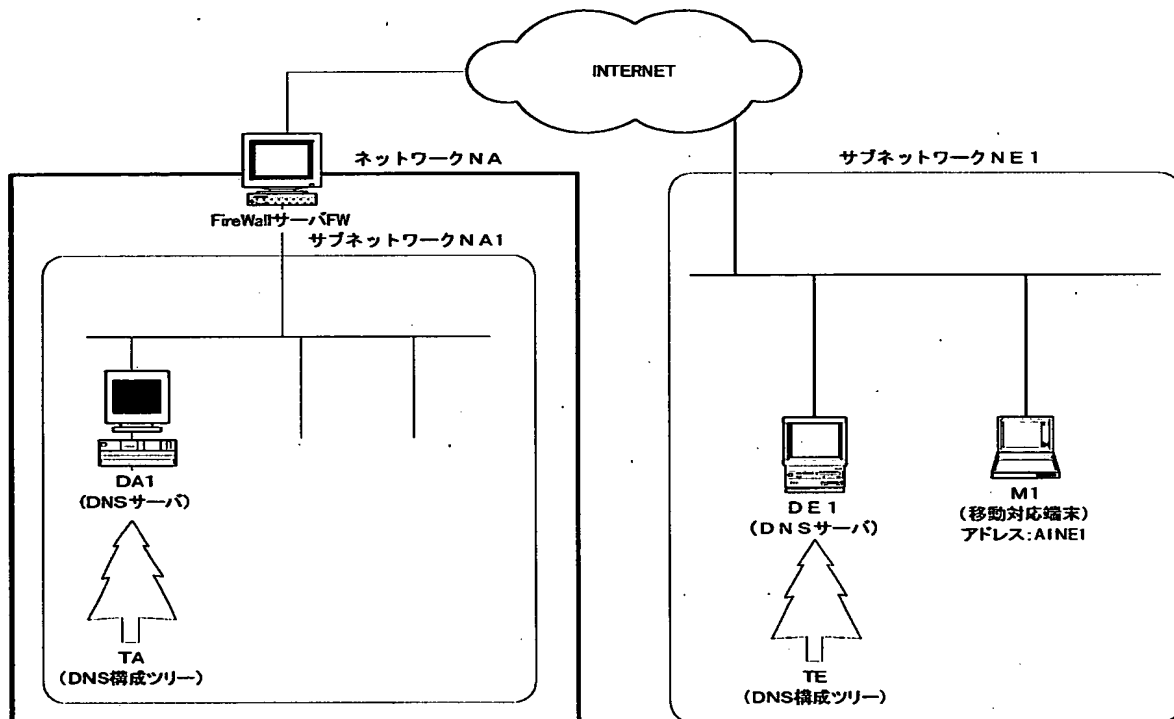 INTERNET
ネットワークNA
サブネットワークNE1
FireWallサーバFW
サブネットワークNA1
DA1
(DNSサーバ)
TA
(DNS構成ツリー)
DE1
(DNSサーバ)
TE
(DNS構成ツリー)
M1
(移動対応端末)
アドレス:AINE1